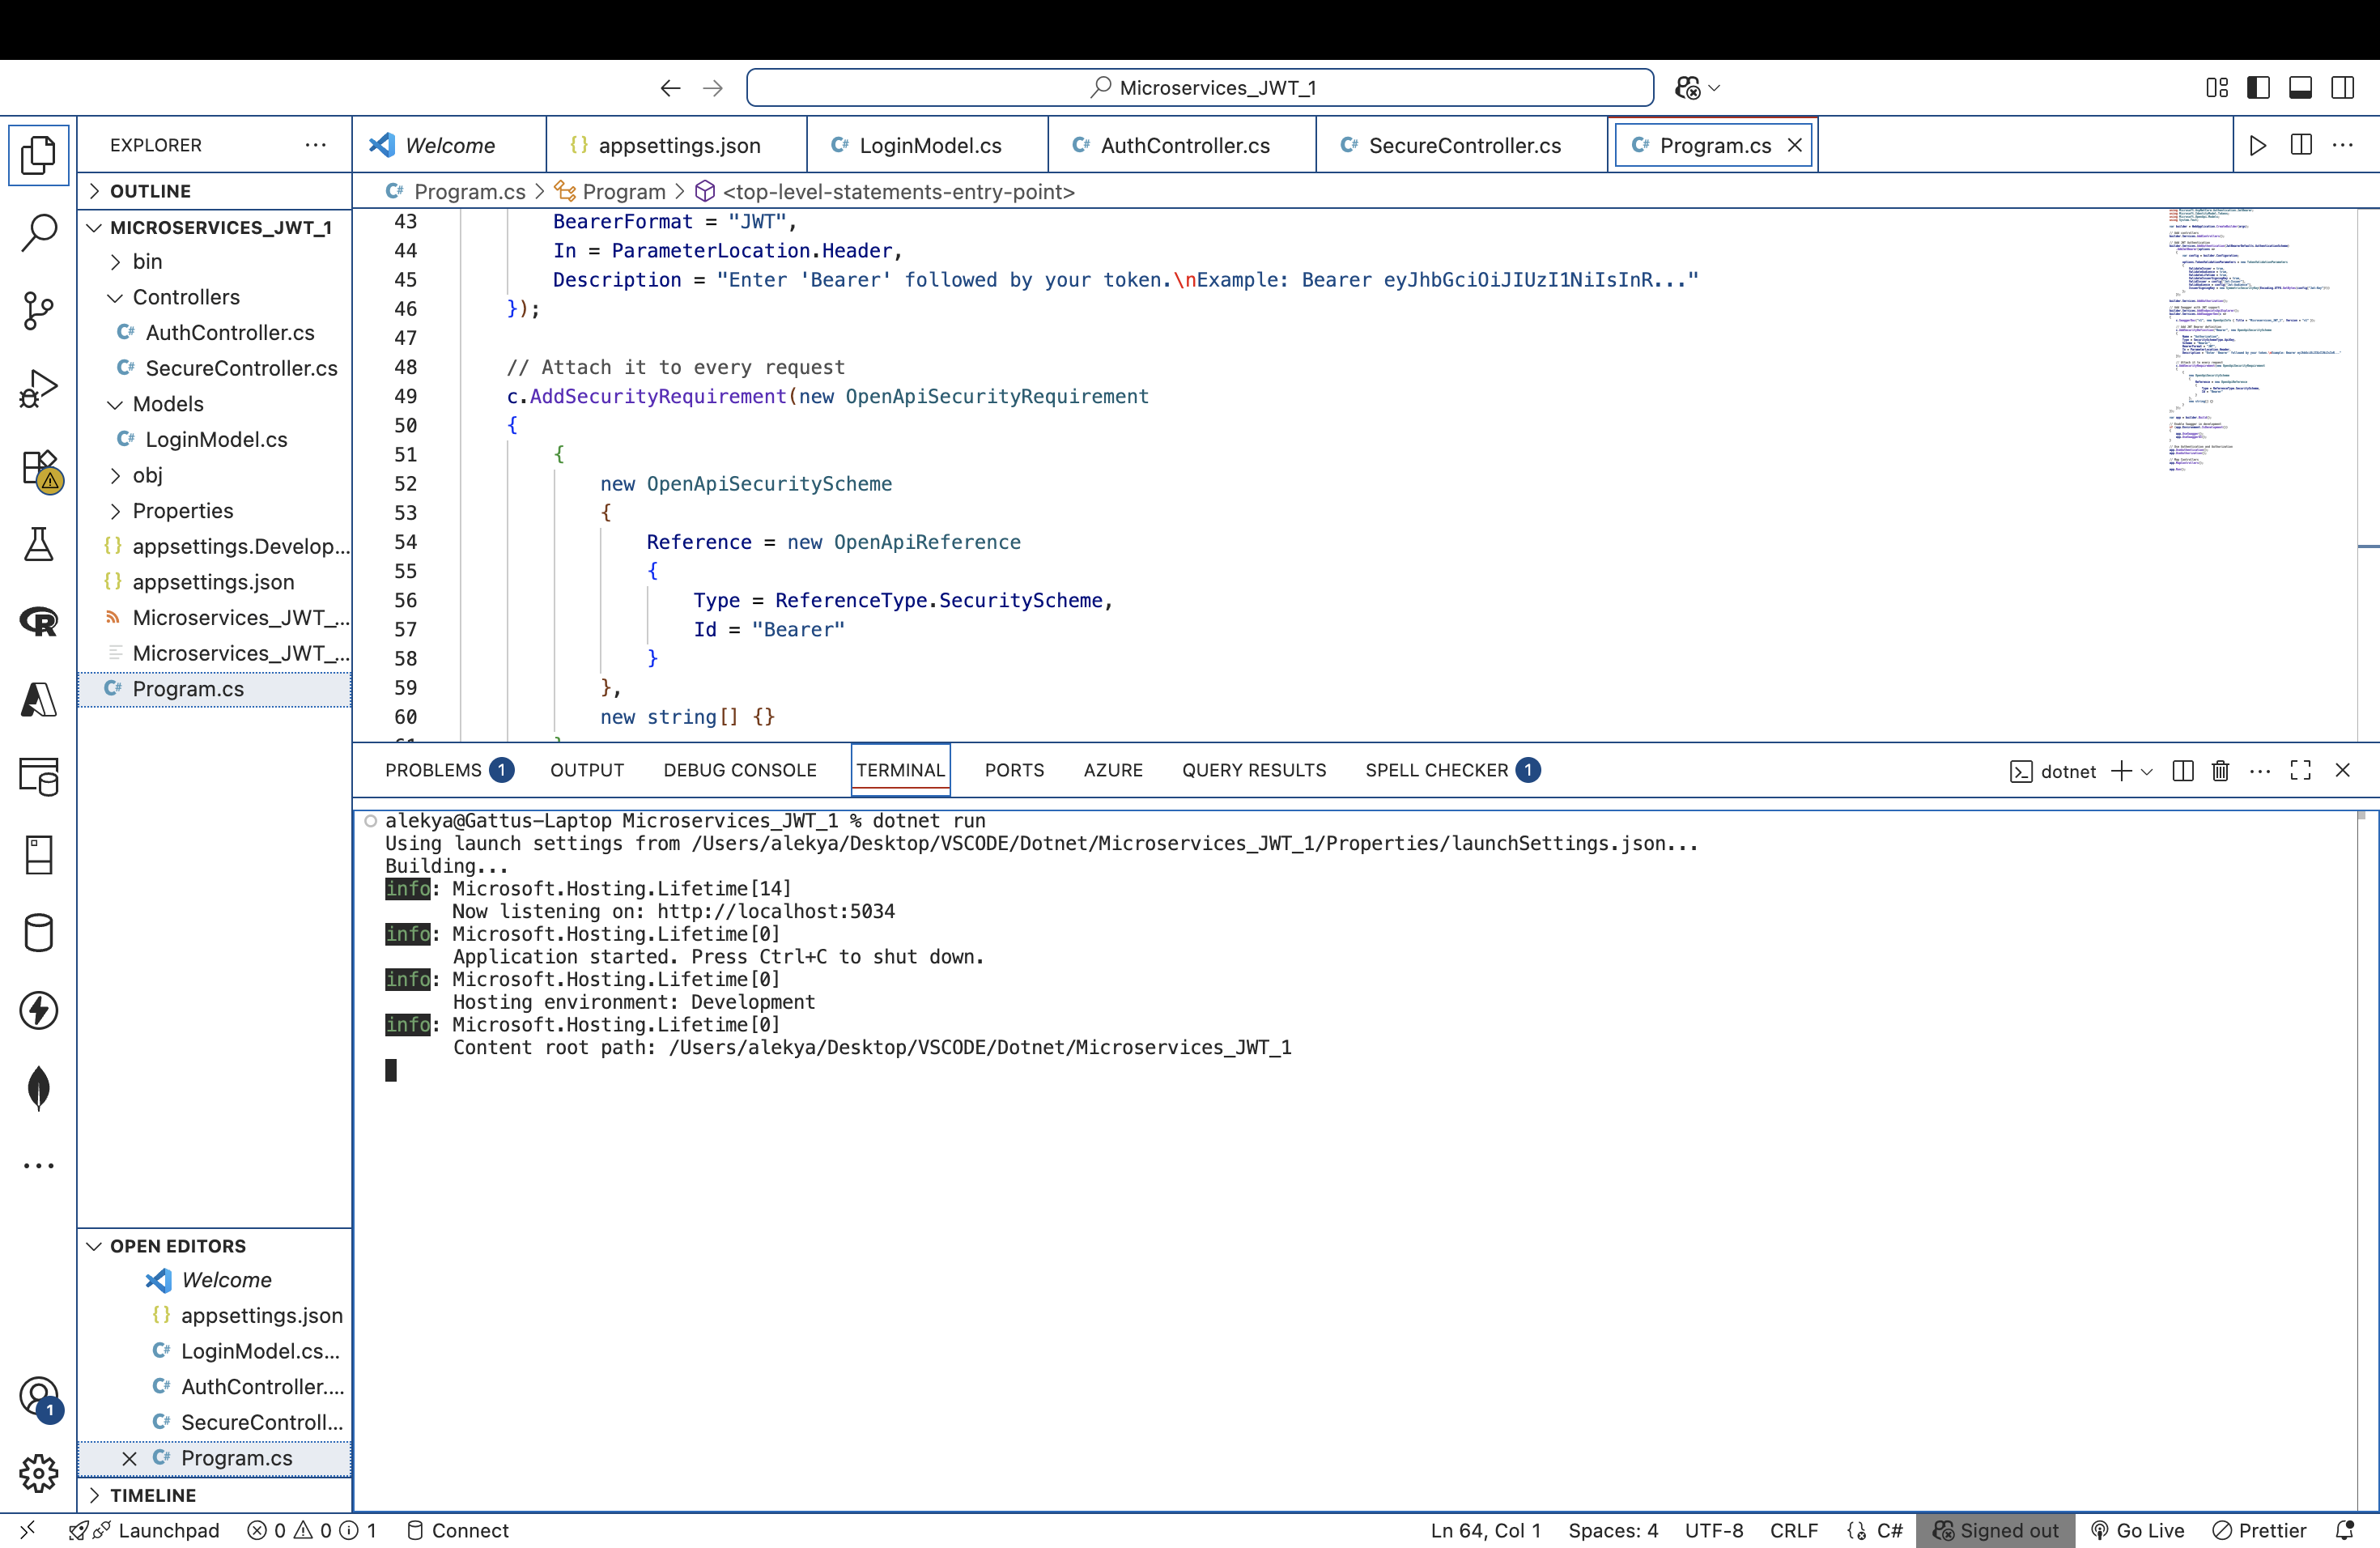 Microservices_JWT_1
EXPLORER
Welcome
appsettings.json
LoginModel.cs
AuthController.cs
SecureController.cs
Program.cs
OUTLINE
MICROSERVICES_JWT_1
bin
Controllers
C# AuthController.cs
C# SecureController.cs
Models
C# LoginModel.cs
obj
Properties
{} appsettings.Develop...
{} appsettings.json
Microservices_JWT_...
Microservices_JWT_...
C# Program.cs
C# Program.cs > Program > <top-level-statements-entry-point>
43 BearerFormat = "JWT",
44 In = ParameterLocation.Header,
45 Description = "Enter 'Bearer' followed by your token.\nExample: Bearer eyJhbGciOiJIUzI1NiIsInR..."
46 });
47
48 // Attach it to every request
49 c.AddSecurityRequirement(new OpenApiSecurityRequirement
50 {
51 {
52 new OpenApiSecurityScheme
53 {
54 Reference = new OpenApiReference
55 {
56 Type = ReferenceType.SecurityScheme,
57 Id = "Bearer"
58 }
59 },
60 new string[] {}
PROBLEMS 1 OUTPUT DEBUG CONSOLE TERMINAL PORTS AZURE QUERY RESULTS SPELL CHECKER 1
dotnet
alekya@Gattus-Laptop Microservices_JWT_1 % dotnet run
Using launch settings from /Users/alekya/Desktop/VSCODE/Dotnet/Microservices_JWT_1/Properties/launchSettings.json...
Building...
info: Microsoft.Hosting.Lifetime[14]
Now listening on: http://localhost:5034
info: Microsoft.Hosting.Lifetime[0]
Application started. Press Ctrl+C to shut down.
info: Microsoft.Hosting.Lifetime[0]
Hosting environment: Development
info: Microsoft.Hosting.Lifetime[0]
Content root path: /Users/alekya/Desktop/VSCODE/Dotnet/Microservices_JWT_1
OPEN EDITORS
Welcome
{} appsettings.json
C# LoginModel.cs...
C# AuthController....
C# SecureControll...
C# Program.cs
TIMELINE
1
Launchpad 0 0 1 Connect
Ln 64, Col 1 Spaces: 4 UTF-8 CRLF {} C# Signed out Go Live Prettier